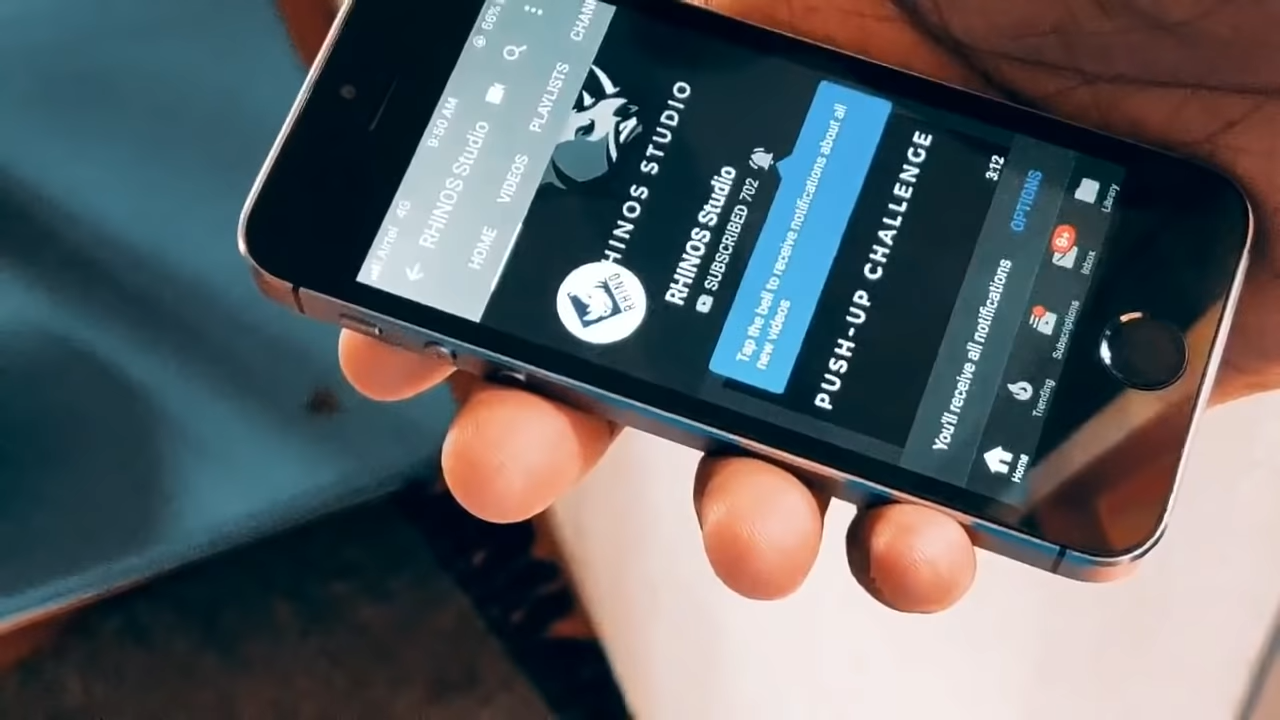 Airtel 4G 9:50 AM 66%
RHINOS Studio
HOME VIDEOS PLAYLISTS CHANN
RHINOS STUDIO
RHINO
RHINOS Studio
SUBSCRIBED 702
Tap the bell to receive notifications about all
new videos
PUSH-UP CHALLENGE
3:12
You'll receive all notifications OPTIONS
9+
Home Trending Subscriptions Inbox Library